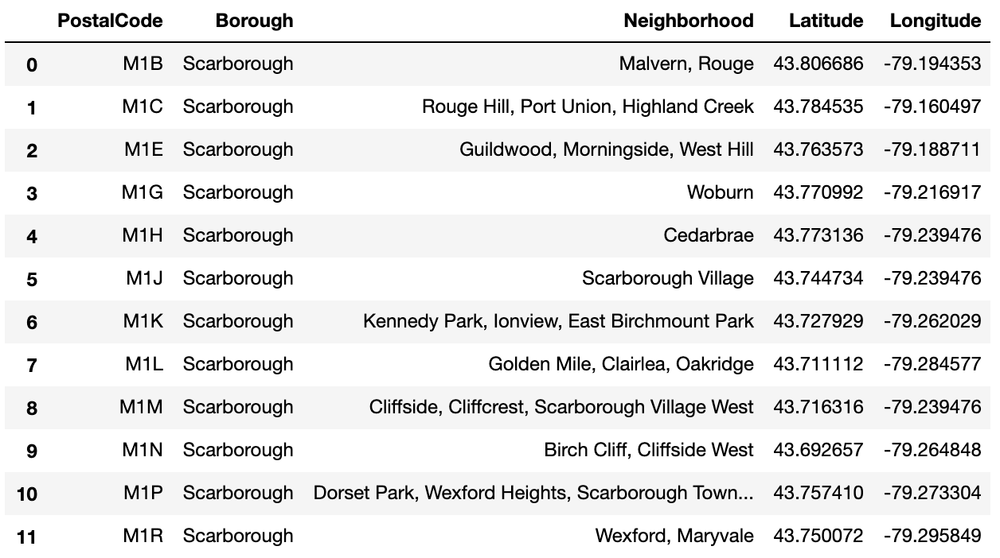 PostalCode Borough Neighborhood Latitude Longitude
0 M1B Scarborough Malvern, Rouge 43.806686 -79.194353
1 M1C Scarborough Rouge Hill, Port Union, Highland Creek 43.784535 -79.160497
2 M1E Scarborough Guildwood, Morningside, West Hill 43.763573 -79.188711
3 M1G Scarborough Woburn 43.770992 -79.216917
4 M1H Scarborough Cedarbrae 43.773136 -79.239476
5 M1J Scarborough Scarborough Village 43.744734 -79.239476
6 M1K Scarborough Kennedy Park, Ionview, East Birchmount Park 43.727929 -79.262029
7 M1L Scarborough Golden Mile, Clairlea, Oakridge 43.711112 -79.284577
8 M1M Scarborough Cliffside, Cliffcrest, Scarborough Village West 43.716316 -79.239476
9 M1N Scarborough Birch Cliff, Cliffside West 43.692657 -79.264848
10 M1P Scarborough Dorset Park, Wexford Heights, Scarborough Town... 43.757410 -79.273304
11 M1R Scarborough Wexford, Maryvale 43.750072 -79.295849